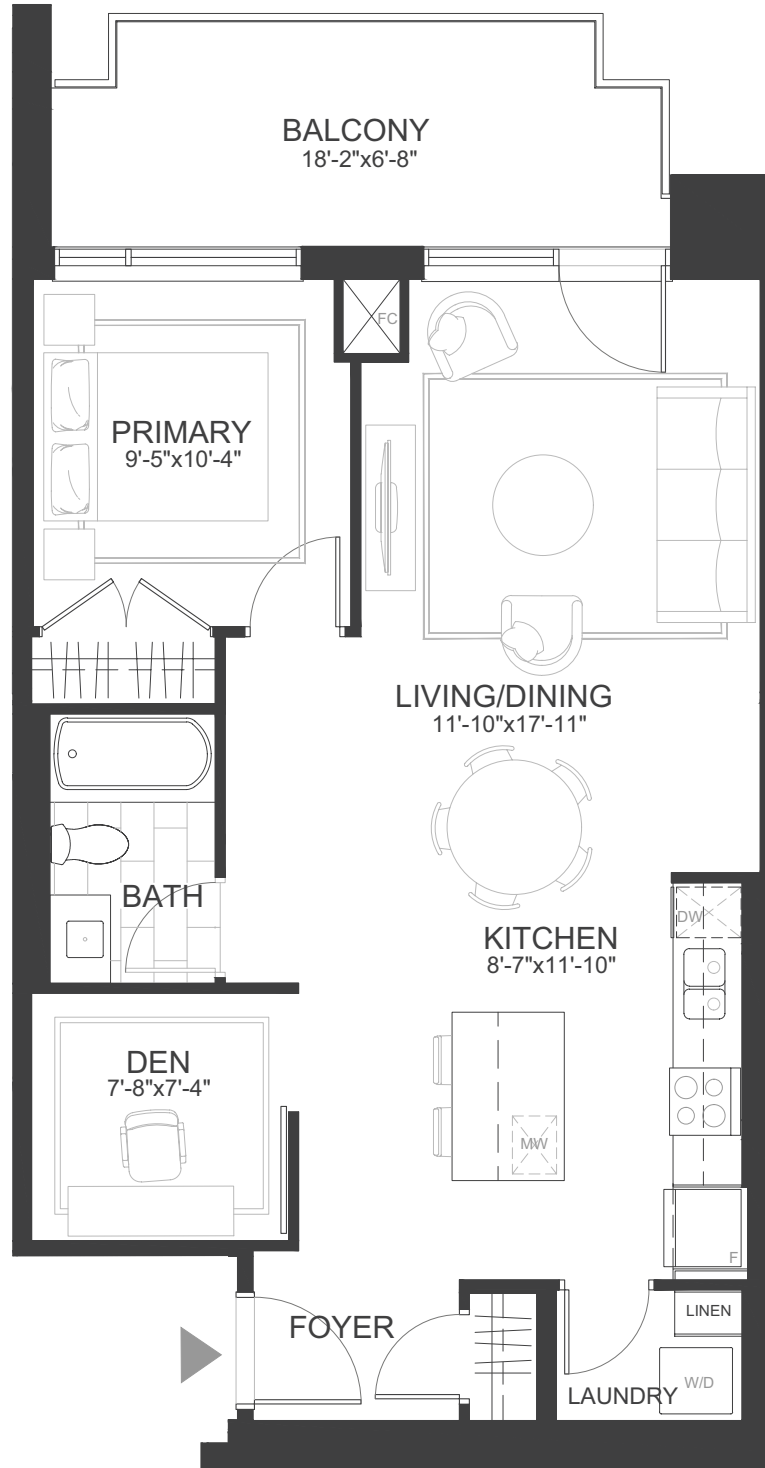 BALCONY
18'-2"x6'-8"
FC
PRIMARY
9'-5"x10'-4"
LIVING/DINING
11'-10"x17'-11"
BATH
DW
KITCHEN
8'-7"x11'-10"
DEN
7'-8"x7'-4"
MW
F
FOYER
LINEN
W/D
LAUNDRY